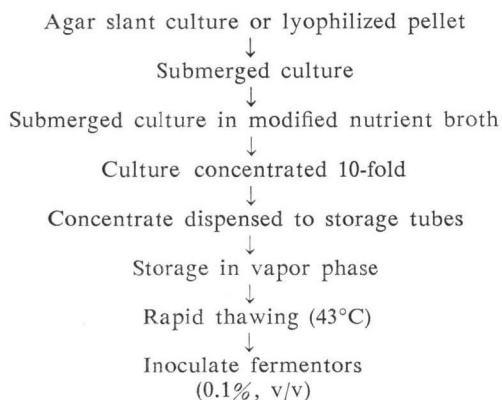 Agar slant culture or lyophilized pellet
↓
Submerged culture
↓
Submerged culture in modified nutrient broth
↓
Culture concentrated 10-fold
↓
Concentrate dispensed to storage tubes
↓
Storage in vapor phase
↓
Rapid thawing (43°C)
↓
Inoculate fermentors
(0.1%, v/v)